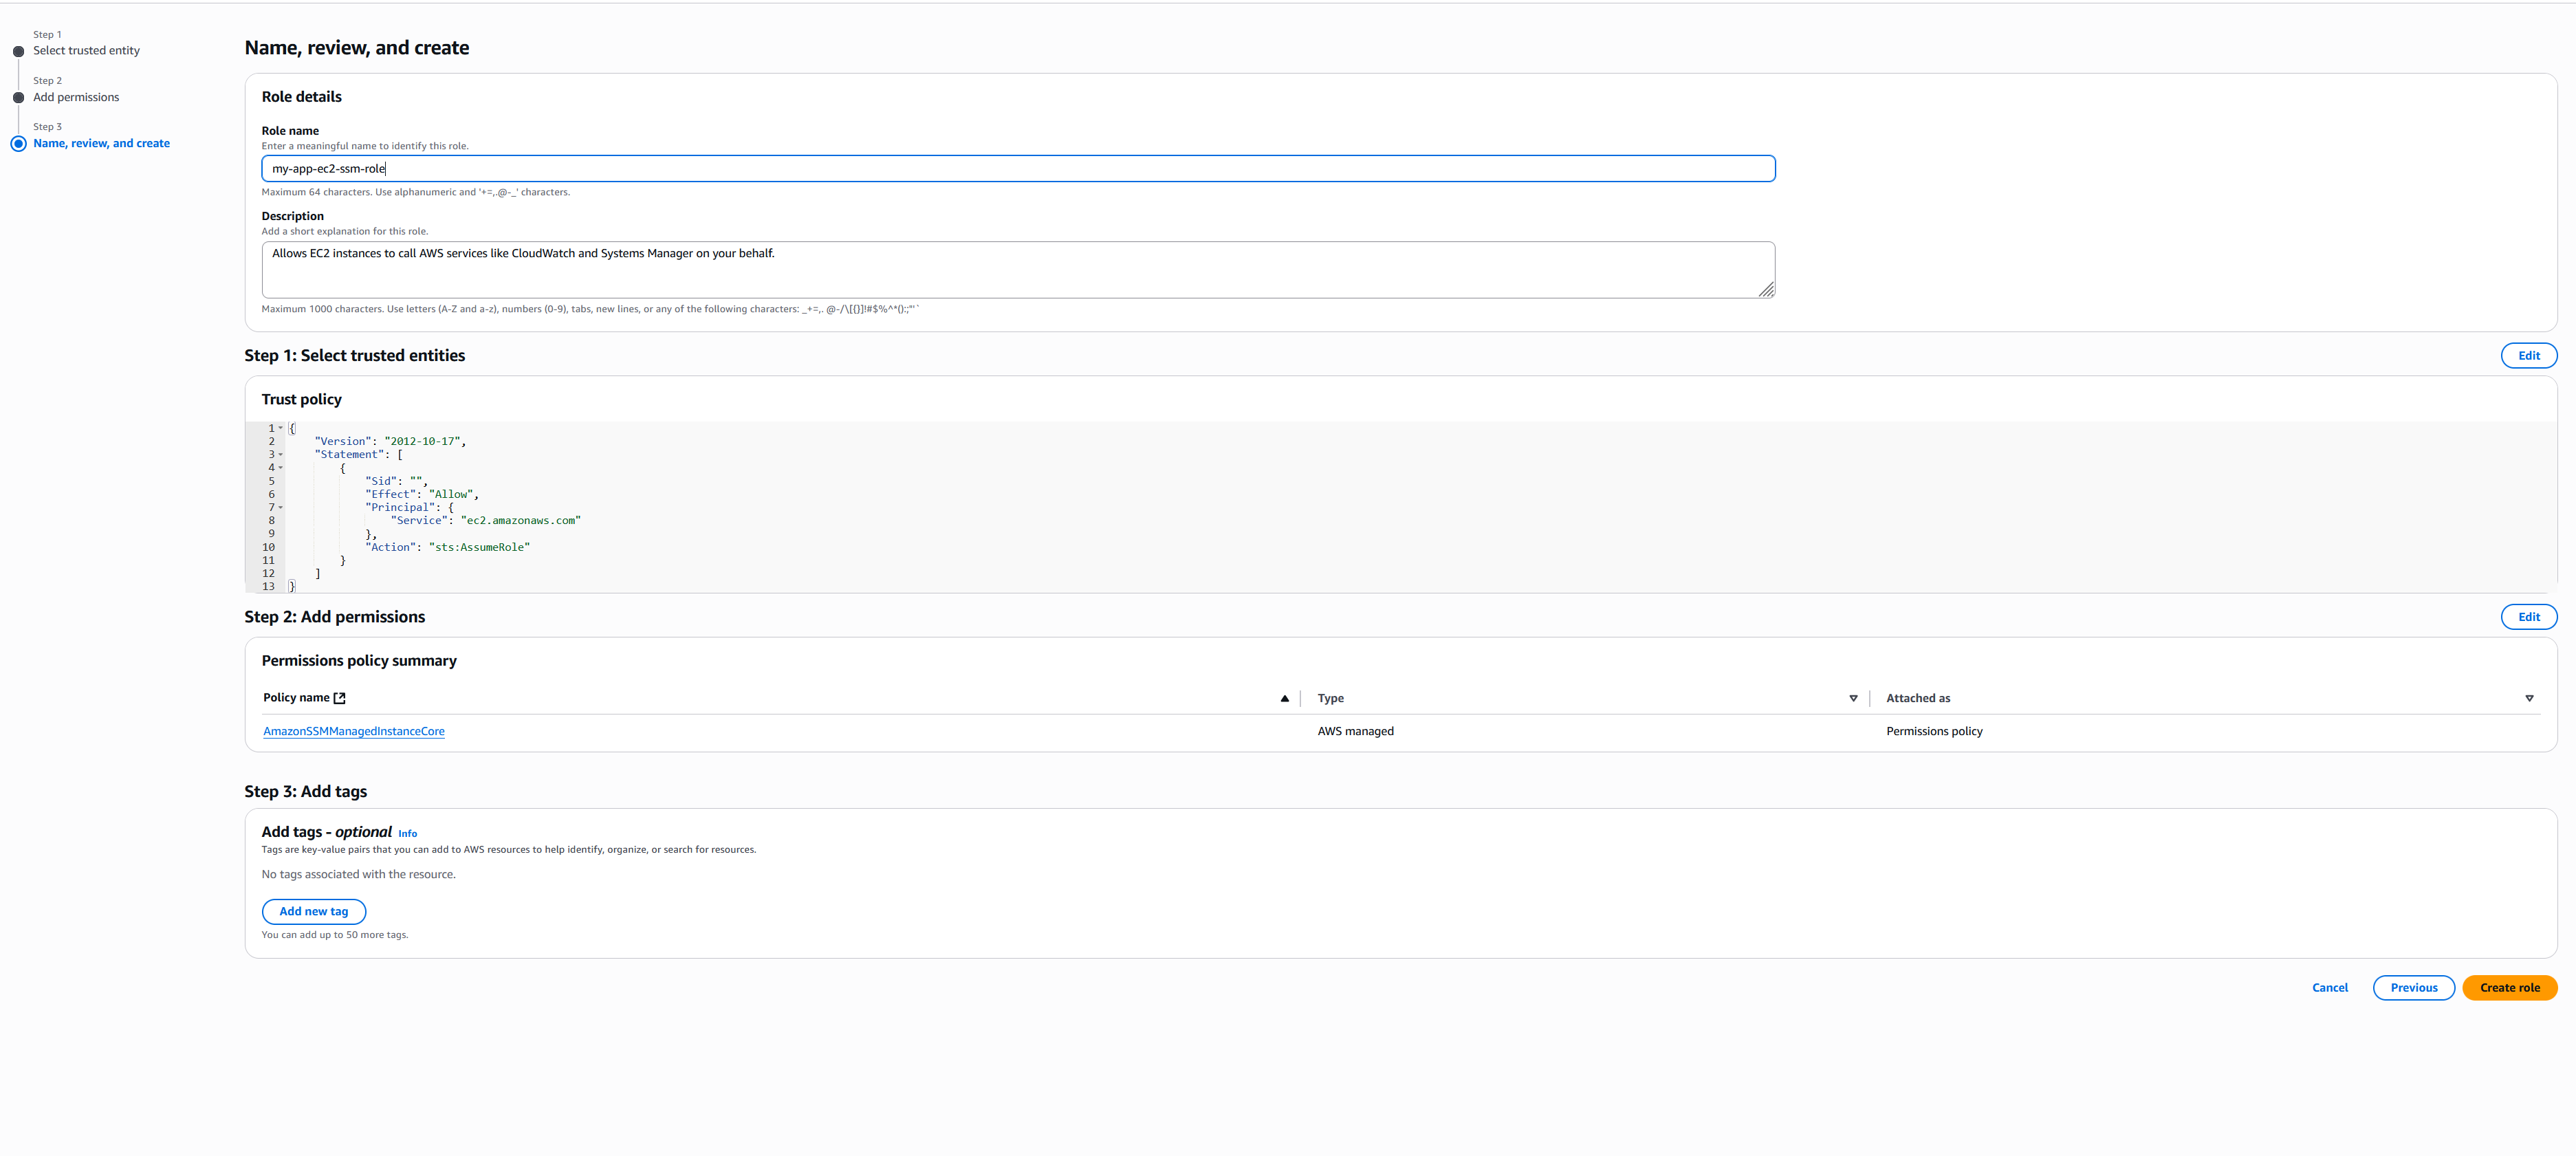 Step 1
Select trusted entity
Step 2
Add permissions
Step 3
Name, review, and create
Name, review, and create
Role details
Role name
Enter a meaningful name to identify this role.
my-app-ec2-ssm-role
Maximum 64 characters. Use alphanumeric and '+=,.@-_' characters.
Description
Add a short explanation for this role.
Allows EC2 instances to call AWS services like CloudWatch and Systems Manager on your behalf.
Maximum 1000 characters. Use letters (A-Z and a-z), numbers (0-9), tabs, new lines, or any of the following characters: _+=,. @-/\[{}]!#$%^*();:"'`
Step 1: Select trusted entities
Edit
Trust policy
1 {
2     "Version": "2012-10-17",
3     "Statement": [
4         {
5             "Sid": "",
6             "Effect": "Allow",
7             "Principal": {
8                 "Service": "ec2.amazonaws.com"
9             },
10             "Action": "sts:AssumeRole"
11         }
12     ]
13 }
Step 2: Add permissions
Edit
Permissions policy summary
Policy name Type Attached as
AmazonSSMManagedInstanceCore AWS managed Permissions policy
Step 3: Add tags
Add tags - optional Info
Tags are key-value pairs that you can add to AWS resources to help identify, organize, or search for resources.
No tags associated with the resource.
Add new tag
You can add up to 50 more tags.
Cancel Previous Create role